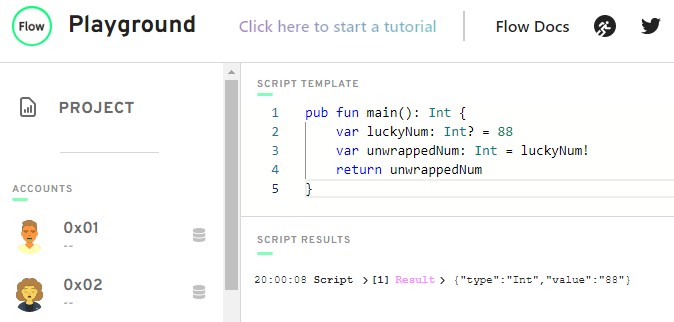 Flow Playground Click here to start a tutorial Flow Docs
PROJECT
ACCOUNTS
0x01
--
0x02
--
SCRIPT TEMPLATE
1 pub fun main(): Int {
2 var luckyNum: Int? = 88
3 var unwrappedNum: Int = luckyNum!
4 return unwrappedNum
5 }
SCRIPT RESULTS
20:00:08 Script >[1] Result > {"type":"Int","value":"88"}